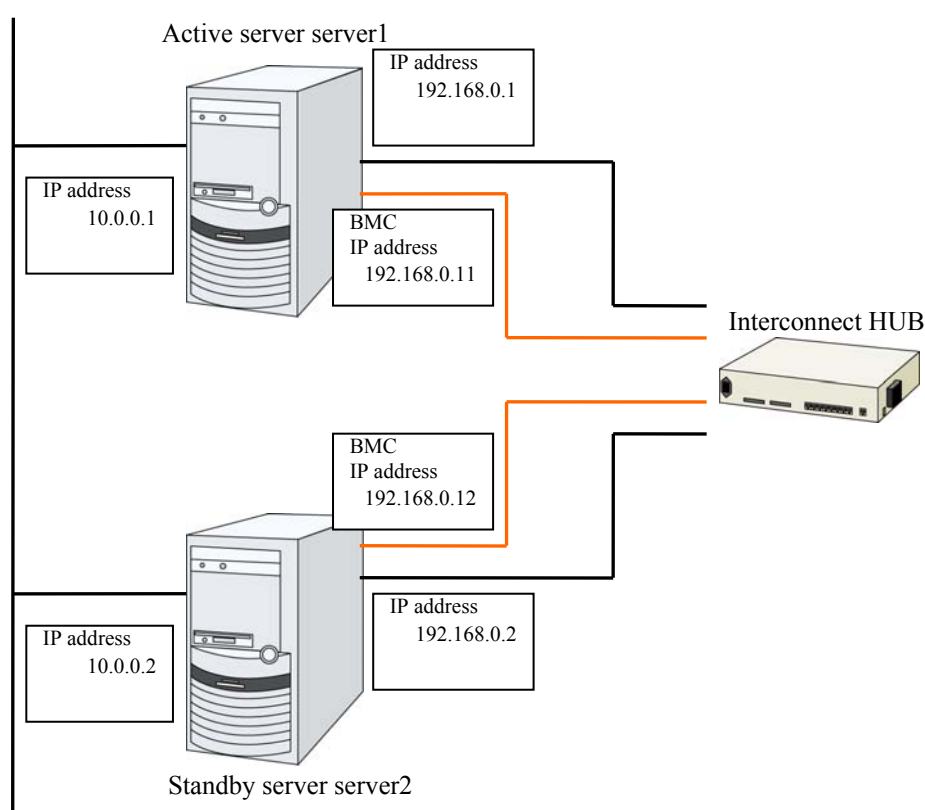 Active server server1
IP address
192.168.0.1
IP address
10.0.0.1
BMC
IP address
192.168.0.11
Interconnect HUB
BMC
IP address
192.168.0.12
IP address
192.168.0.2
IP address
10.0.0.2
Standby server server2